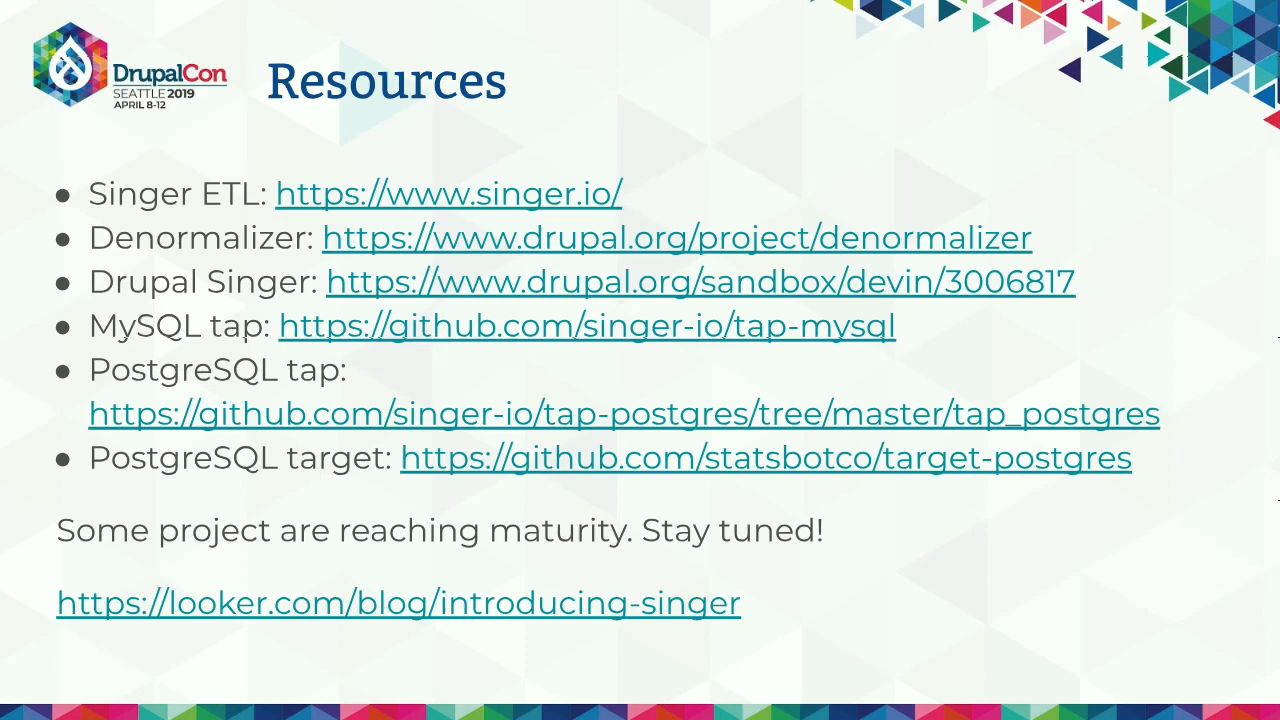 DrupalCon
SEATTLE 2019
APRIL 8-12
Resources
● Singer ETL: https://www.singer.io/
● Denormalizer: https://www.drupal.org/project/denormalizer
● Drupal Singer: https://www.drupal.org/sandbox/devin/3006817
● MySQL tap: https://github.com/singer-io/tap-mysql
● PostgreSQL tap:
https://github.com/singer-io/tap-postgres/tree/master/tap_postgres
● PostgreSQL target: https://github.com/statsbotco/target-postgres
Some project are reaching maturity. Stay tuned!
https://looker.com/blog/introducing-singer